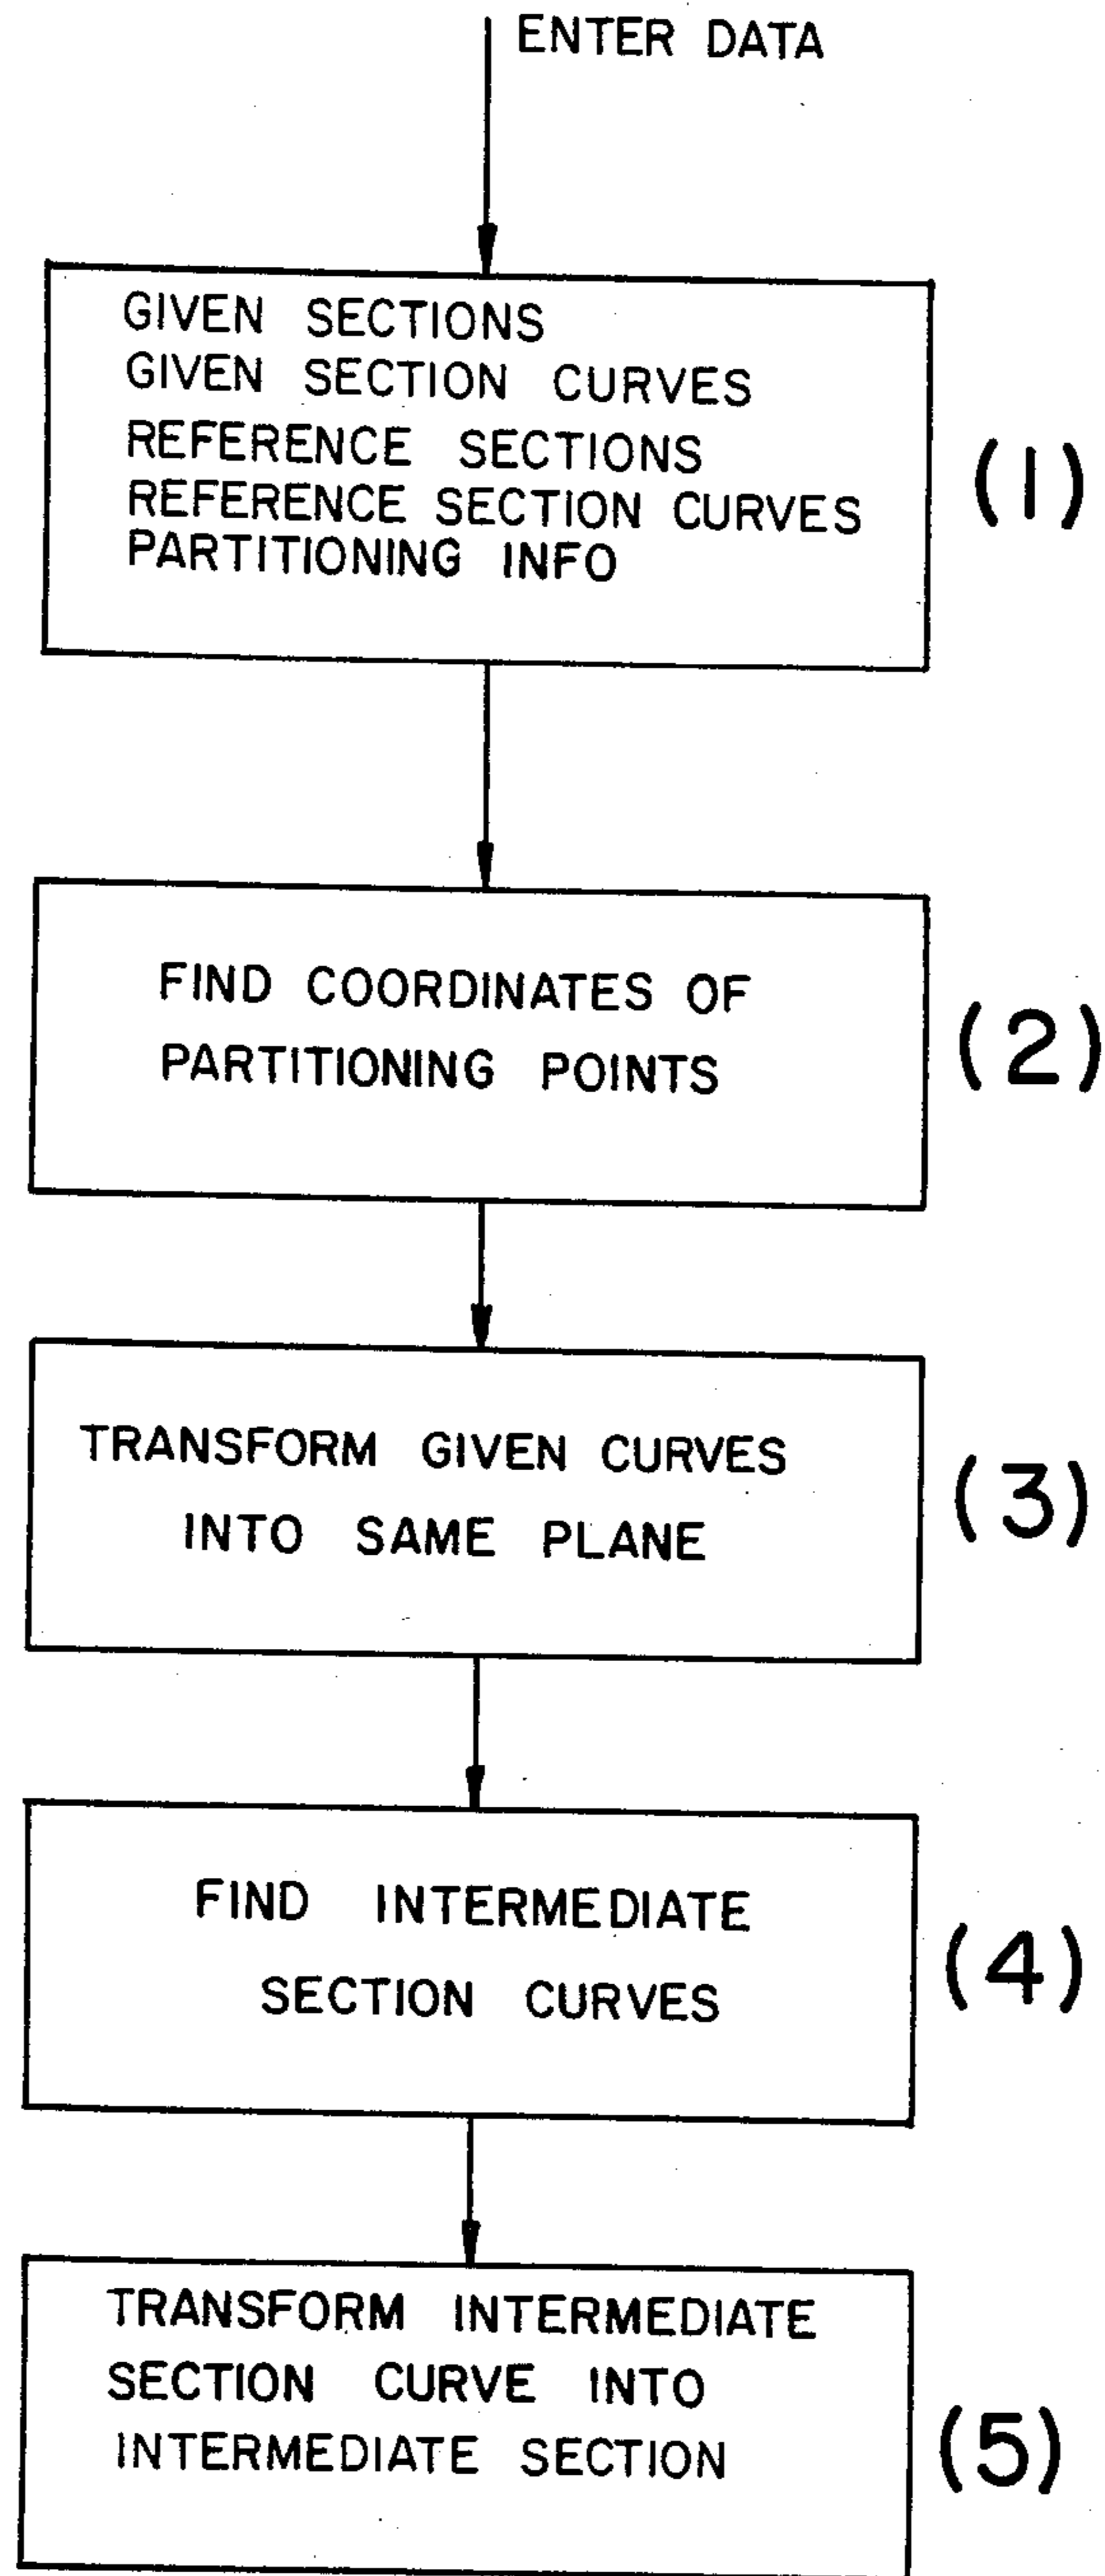 ENTER DATA
GIVEN SECTIONS
GIVEN SECTION CURVES
REFERENCE SECTIONS
REFERENCE SECTION CURVES
PARTITIONING INFO
(1)
FIND COORDINATES OF
PARTITIONING POINTS
(2)
TRANSFORM GIVEN CURVES
INTO SAME PLANE
(3)
FIND INTERMEDIATE
SECTION CURVES
(4)
TRANSFORM INTERMEDIATE
SECTION CURVE INTO
INTERMEDIATE SECTION
(5)